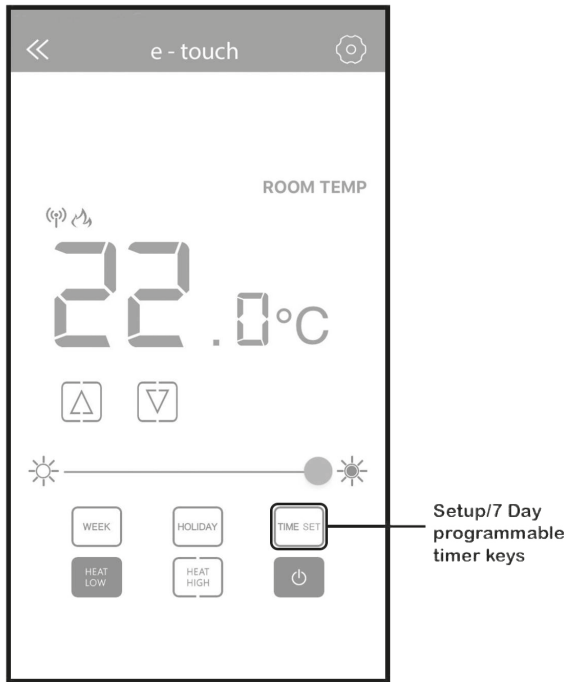 e - touch
ROOM TEMP
22.0°C
WEEK
HOLIDAY
TIME SET
Setup/7 Day
programmable
timer keys
HEAT
LOW
HEAT
HIGH